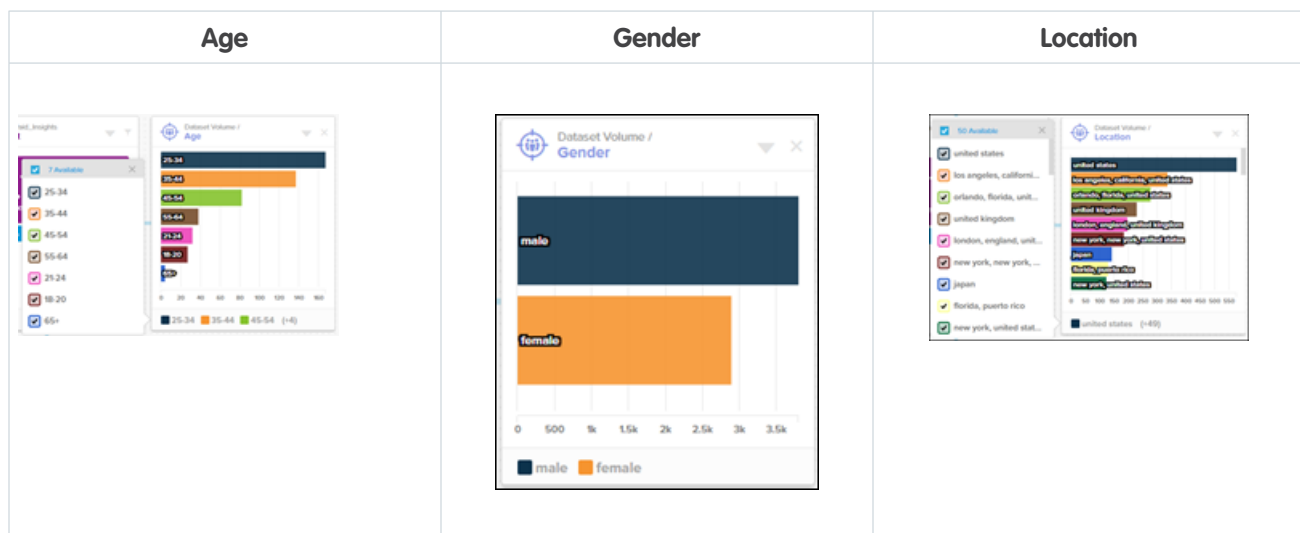 Age
Gender
Location
7 Available
25-34
35-44
45-54
55-64
21-24
18-20
65+
Dataset Volume /
Age
25-34
35-44
45-54
55-64
21-24
18-20
65+
0 20 40 60 80 100 120 140 160
25-34 35-44 45-54 (+4)
Dataset Volume /
Gender
male
female
0 500 1k 1.5k 2k 2.5k 3k 3.5k
male female
50 Available
united states
los angeles, californi...
orlando, florida, unit...
united kingdom
london, england, unit...
new york, new york, ...
japan
florida, puerto rico
new york, united stat...
Dataset Volume /
Location
united states
los angeles, california, united states
orlando, florida, united states
united kingdom
london, england, united kingdom
new york, new york, united states
japan
florida, puerto rico
new york, united states
0 50 100 150 200 250 300 350 400 450 500 550
united states (+49)